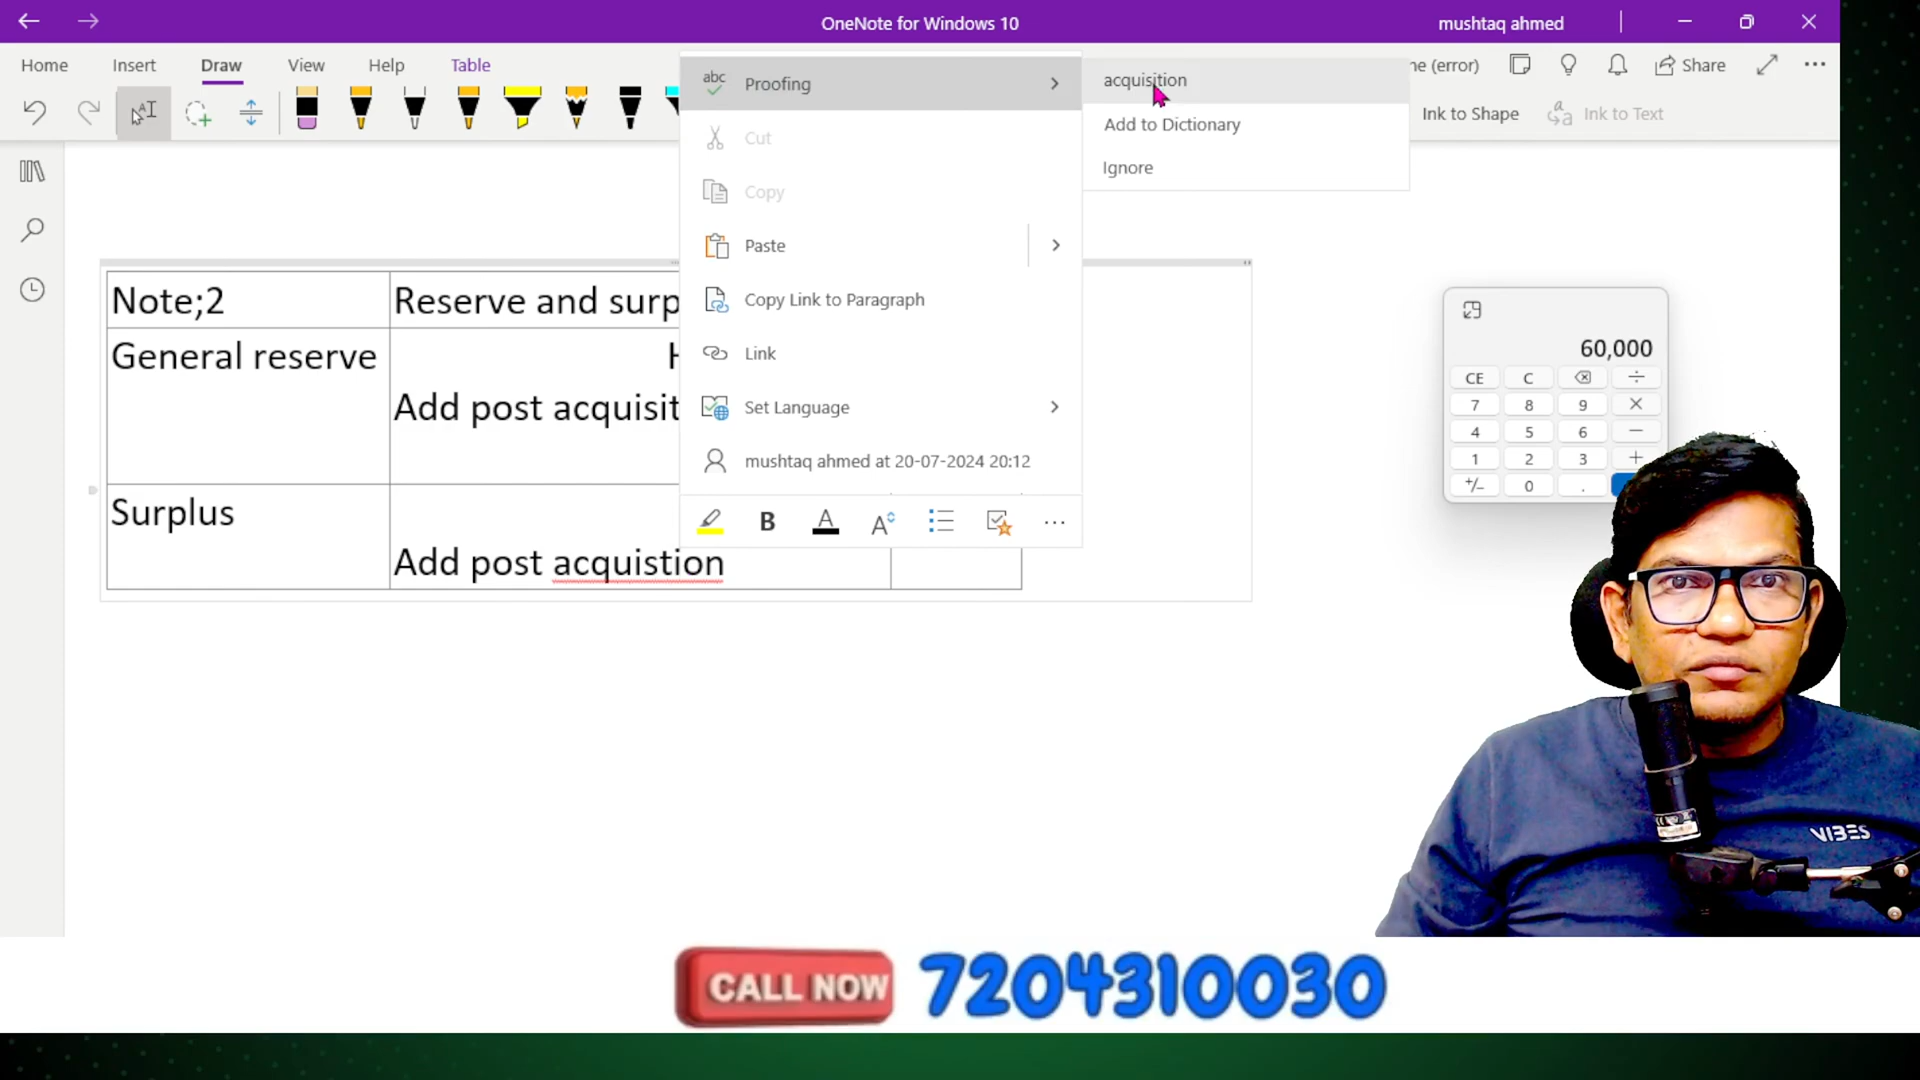 OneNote for Windows 10
mushtaq ahmed
Home
Insert
Draw
View
Help
Table
ne (error)
Share
Ink to Shape
Ink to Text
abc
Proofing
Cut
Copy
Paste
Copy Link to Paragraph
Link
Set Language
mushtaq ahmed at 20-07-2024 20:12
B
acquisition
Add to Dictionary
Ignore
Note;2
Reserve and surp
General reserve
H
Add post acquisit
Surplus
Add post acquistion
60,000
CE C ÷
7 8 9 ×
4 5 6 −
1 2 3 +
+/− 0 .
VIBES
CALL NOW 7204310030